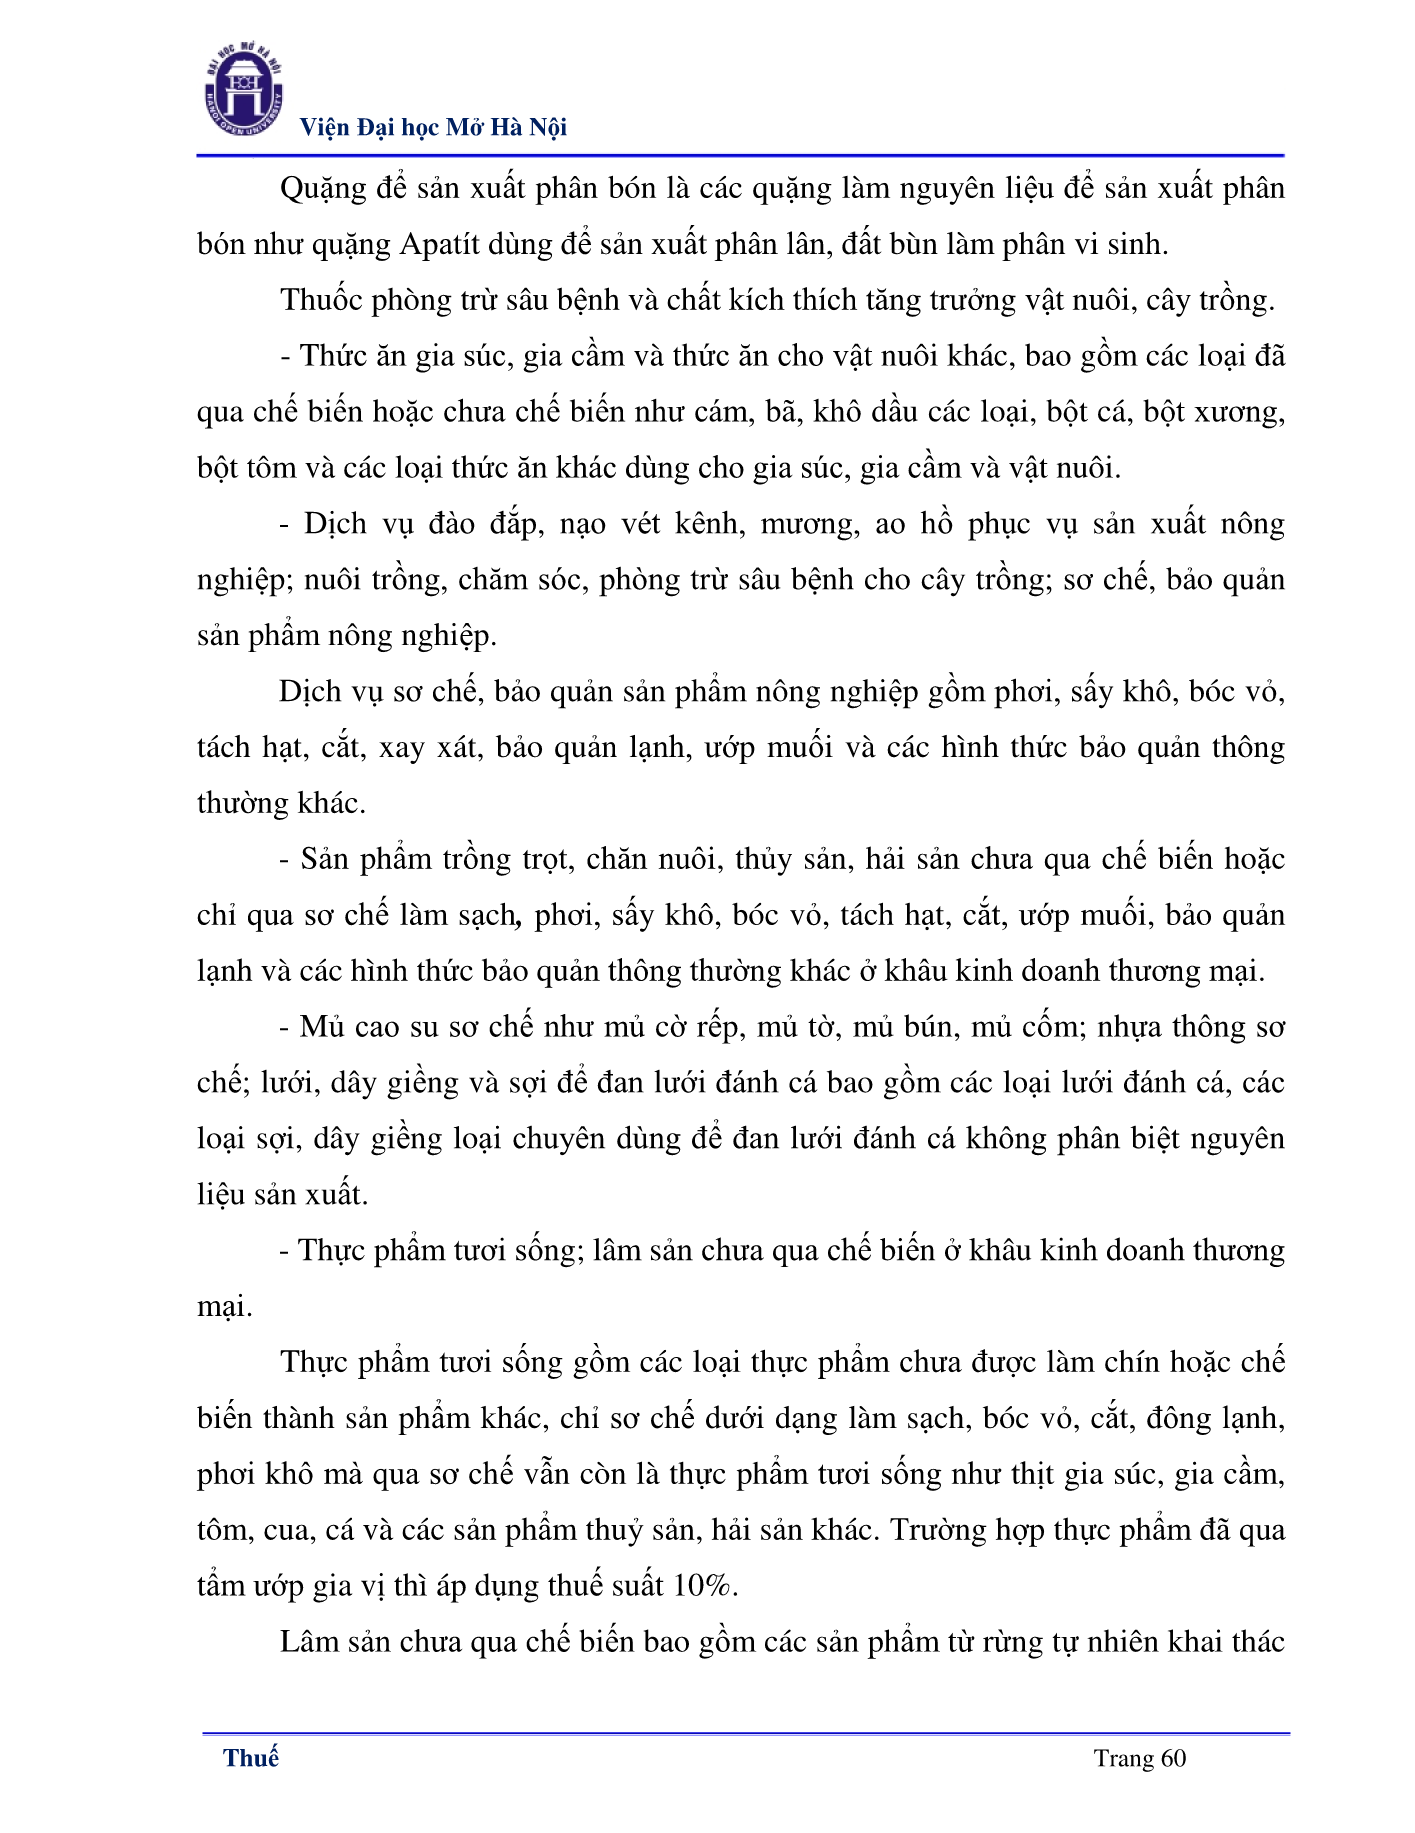 ĐẠI HỌC MỞ HÀ NỘI
HANOI OPEN UNIVERSITY
Viện Đại học Mở Hà Nội
Quặng để sản xuất phân bón là các quặng làm nguyên liệu để sản xuất phân
bón như quặng Apatít dùng để sản xuất phân lân, đất bùn làm phân vi sinh.
Thuốc phòng trừ sâu bệnh và chất kích thích tăng trưởng vật nuôi, cây trồng.
- Thức ăn gia súc, gia cầm và thức ăn cho vật nuôi khác, bao gồm các loại đã
qua chế biến hoặc chưa chế biến như cám, bã, khô dầu các loại, bột cá, bột xương,
bột tôm và các loại thức ăn khác dùng cho gia súc, gia cầm và vật nuôi.
- Dịch vụ đào đắp, nạo vét kênh, mương, ao hồ phục vụ sản xuất nông
nghiệp; nuôi trồng, chăm sóc, phòng trừ sâu bệnh cho cây trồng; sơ chế, bảo quản
sản phẩm nông nghiệp.
Dịch vụ sơ chế, bảo quản sản phẩm nông nghiệp gồm phơi, sấy khô, bóc vỏ,
tách hạt, cắt, xay xát, bảo quản lạnh, ướp muối và các hình thức bảo quản thông
thường khác.
- Sản phẩm trồng trọt, chăn nuôi, thủy sản, hải sản chưa qua chế biến hoặc
chỉ qua sơ chế làm sạch, phơi, sấy khô, bóc vỏ, tách hạt, cắt, ướp muối, bảo quản
lạnh và các hình thức bảo quản thông thường khác ở khâu kinh doanh thương mại.
- Mủ cao su sơ chế như mủ cờ rếp, mủ tờ, mủ bún, mủ cốm; nhựa thông sơ
chế; lưới, dây giềng và sợi để đan lưới đánh cá bao gồm các loại lưới đánh cá, các
loại sợi, dây giềng loại chuyên dùng để đan lưới đánh cá không phân biệt nguyên
liệu sản xuất.
- Thực phẩm tươi sống; lâm sản chưa qua chế biến ở khâu kinh doanh thương
mại.
Thực phẩm tươi sống gồm các loại thực phẩm chưa được làm chín hoặc chế
biến thành sản phẩm khác, chỉ sơ chế dưới dạng làm sạch, bóc vỏ, cắt, đông lạnh,
phơi khô mà qua sơ chế vẫn còn là thực phẩm tươi sống như thịt gia súc, gia cầm,
tôm, cua, cá và các sản phẩm thuỷ sản, hải sản khác. Trường hợp thực phẩm đã qua
tẩm ướp gia vị thì áp dụng thuế suất 10%.
Lâm sản chưa qua chế biến bao gồm các sản phẩm từ rừng tự nhiên khai thác
Thuế
Trang 60